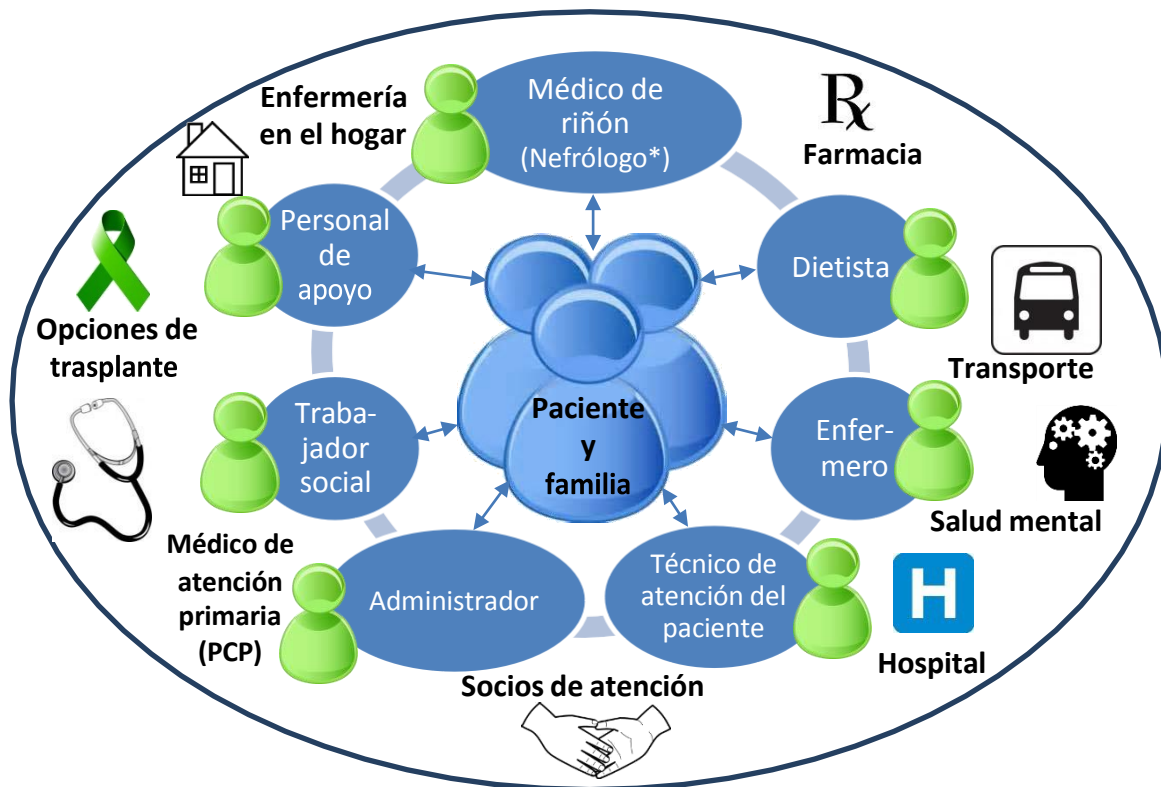 Enfermería
en el hogar
Médico de
riñón
(Nefrólogo*)
Rx
Farmacia
Personal
de
apoyo
Dietista
Opciones de
trasplante
Transporte
Traba-
jador
social
Paciente
y
familia
Enfer-
mero
Salud mental
Médico de
atención
primaria
(PCP)
Administrador
Técnico de
atención del
paciente
H
Hospital
Socios de atención